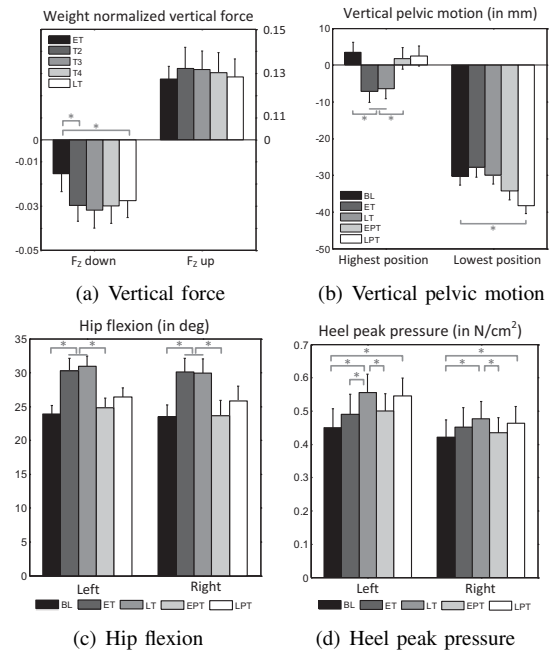 Weight normalized vertical force
ET
T2
T3
T4
LT
0.15
0.13
0.11
0
0
-0.01
-0.03
-0.05
*
*
Fz down
Fz up
(a) Vertical force
Vertical pelvic motion (in mm)
10
0
-10
-20
-30
-40
-50
*
*
*
BL
ET
LT
EPT
LPT
Highest position
Lowest position
(b) Vertical pelvic motion
Hip flexion (in deg)
35
30
25
20
15
10
5
0
*
*
*
*
Left
Right
BL
ET
LT
EPT
LPT
(c) Hip flexion
Heel peak pressure (in N/cm²)
0.7
0.6
0.5
0.4
0.3
0.2
0.1
0
*
*
*
*
*
*
*
Left
Right
BL
ET
LT
EPT
LPT
(d) Heel peak pressure